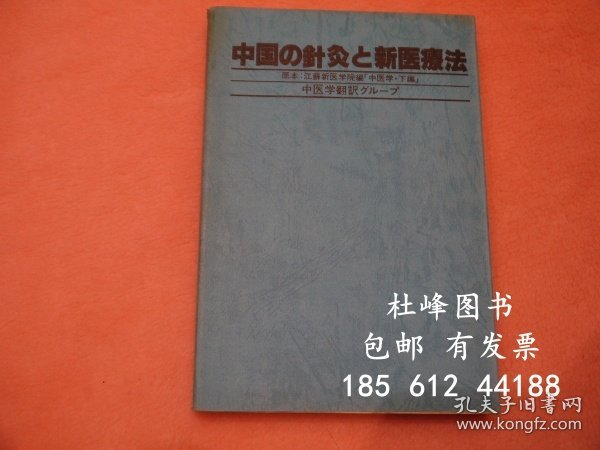 中国の針灸と新医療法
原本:江蘇新医学院編「中医学・下編」
中医学翻訳グループ
杜峰图书
包邮 有发票
185 612 44188
孔夫子旧书网
www.kongfz.com